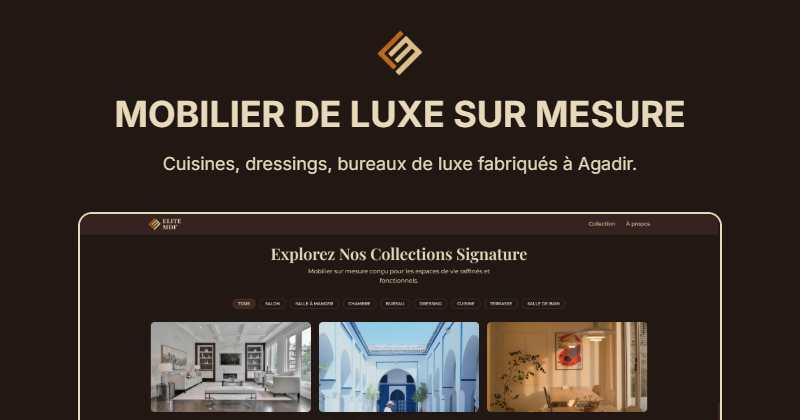 MOBILIER DE LUXE SUR MESURE
Cuisines, dressings, bureaux de luxe fabriqués à Agadir.
ELITE
MDF
Collection À propos
Explorez Nos Collections Signature
Mobilier sur mesure conçu pour les espaces de vie raffinés et
fonctionnels.
TOUS SALON SALLE À MANGER CHAMBRE BUREAU DRESSING CUISINE TERRASSE SALLE DE BAIN